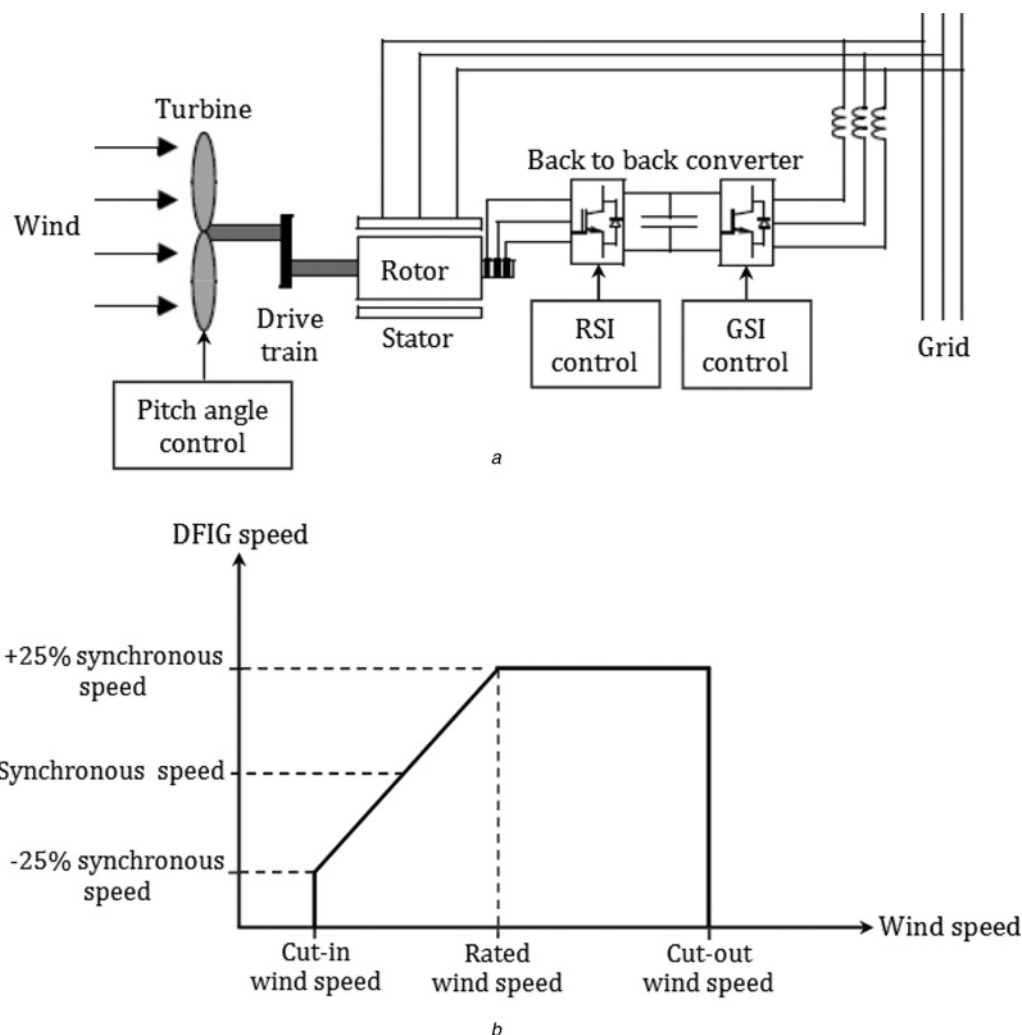 Turbine
Back to back converter
Wind
Rotor
Drive
train
Stator
RSI
control
GSI
control
Grid
Pitch angle
control
a
DFIG speed
+25% synchronous
speed
Synchronous speed
-25% synchronous
speed
Wind speed
Cut-in
wind speed
Rated
wind speed
Cut-out
wind speed
b